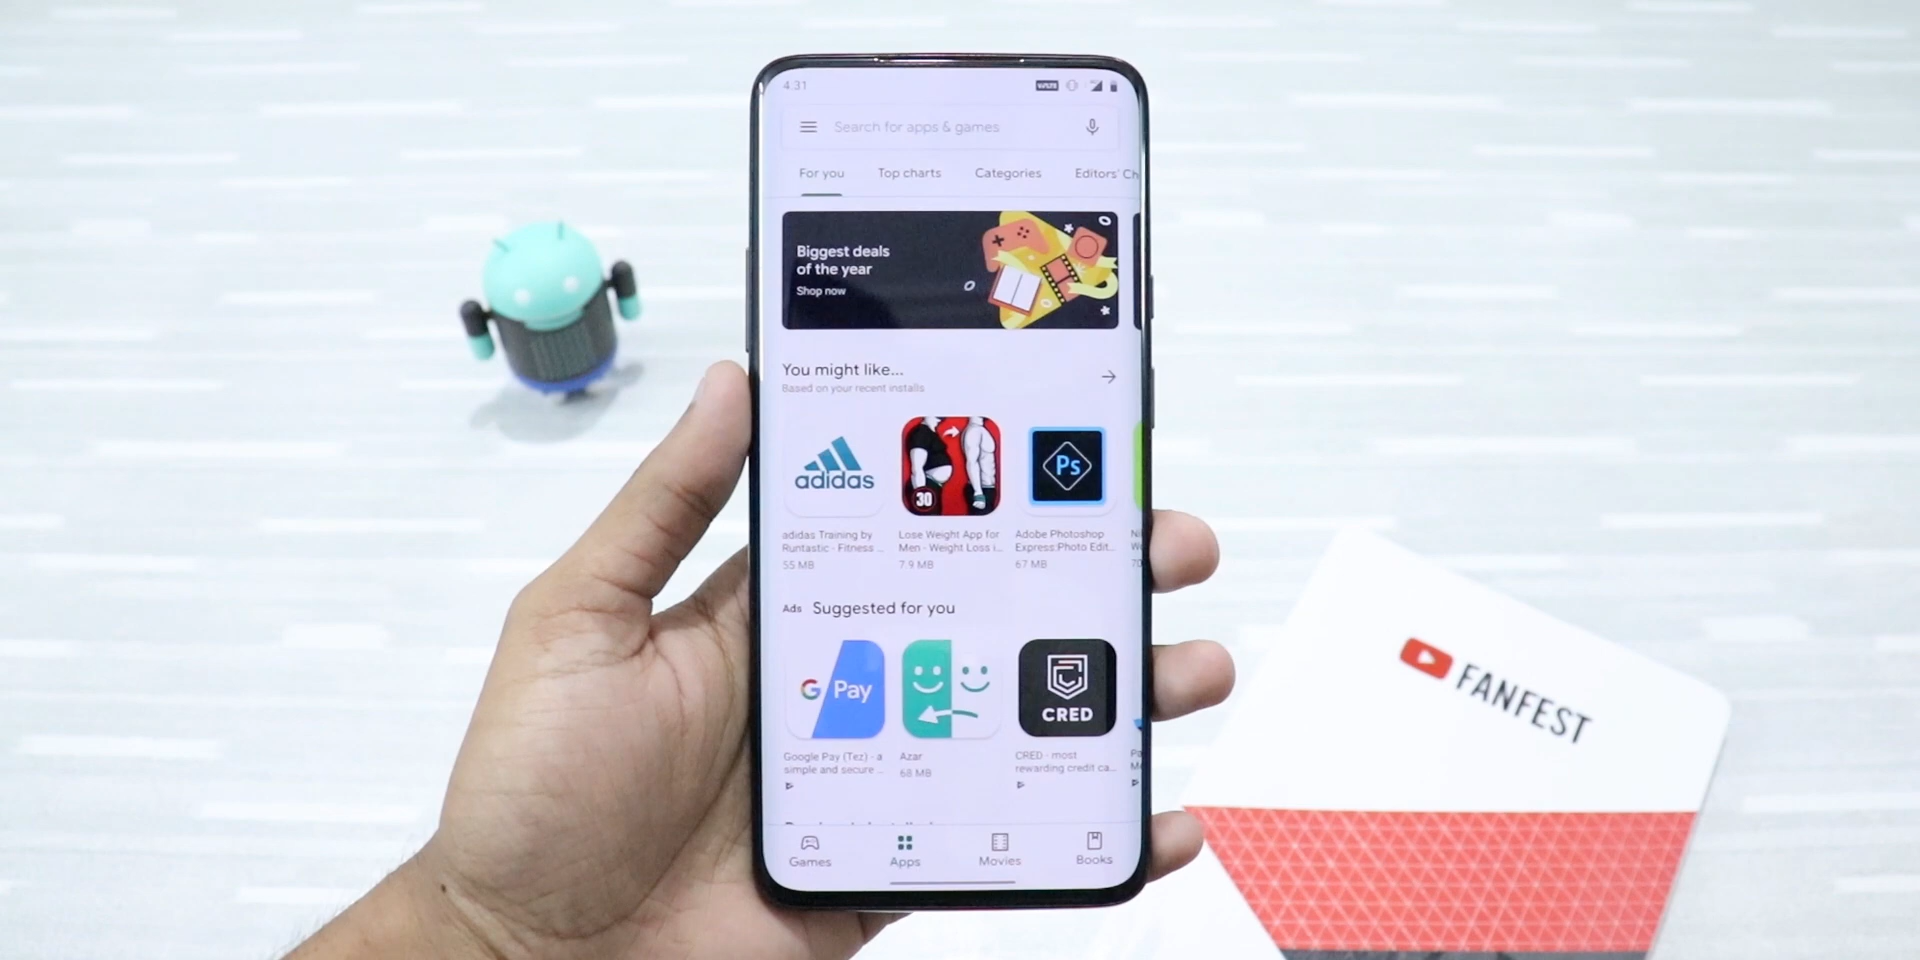 4:31
VoLTE
Search for apps & games
For you
Top charts
Categories
Editors' Ch
Biggest deals
of the year
Shop now
You might like...
Based on your recent installs
adidas
30
Ps
adidas Training by
Runtastic - Fitness ...
55 MB
Lose Weight App for
Men - Weight Loss i...
7.9 MB
Adobe Photoshop
Express:Photo Edit...
67 MB
Ni
70
Ads
Suggested for you
G Pay
CRED
Google Pay (Tez) - a
simple and secure ...
Azar
68 MB
CRED - most
rewarding credit ca...
Pa
Games
Apps
Movies
Books
FANFEST